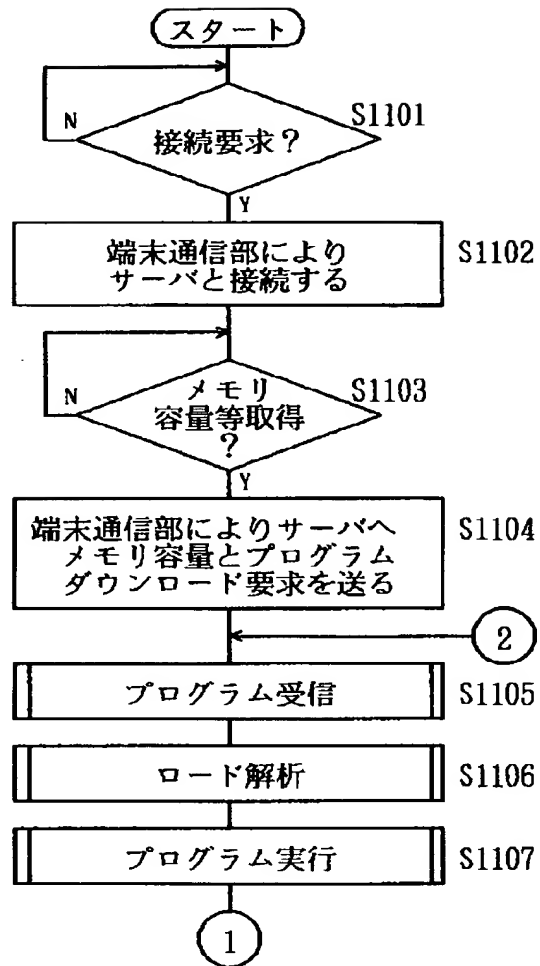 スタート
N
接続要求?
S1101
Y
端末通信部により
サーバと接続する
S1102
N
メモリ
容量等取得
?
S1103
Y
端末通信部によりサーバへ
メモリ容量とプログラム
ダウンロード要求を送る
S1104
2
プログラム受信
S1105
ロード解析
S1106
プログラム実行
S1107
1